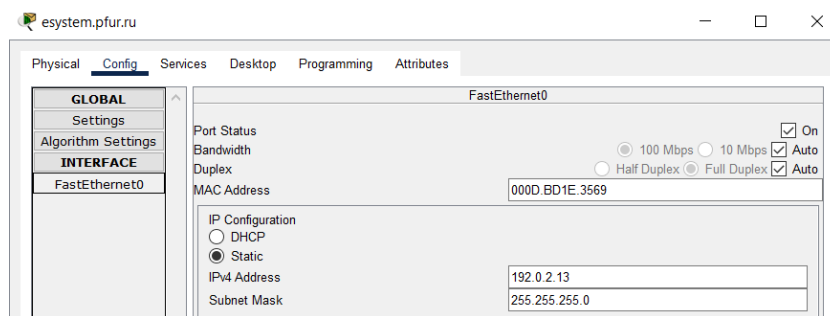 esystem.pfur.ru
Physical Config Services Desktop Programming Attributes
GLOBAL
Settings
Algorithm Settings
INTERFACE
FastEthernet0
FastEthernet0
Port Status On
Bandwidth 100 Mbps 10 Mbps Auto
Duplex Half Duplex Full Duplex Auto
MAC Address 000D.BD1E.3569
IP Configuration
DHCP
Static
IPv4 Address 192.0.2.13
Subnet Mask 255.255.255.0